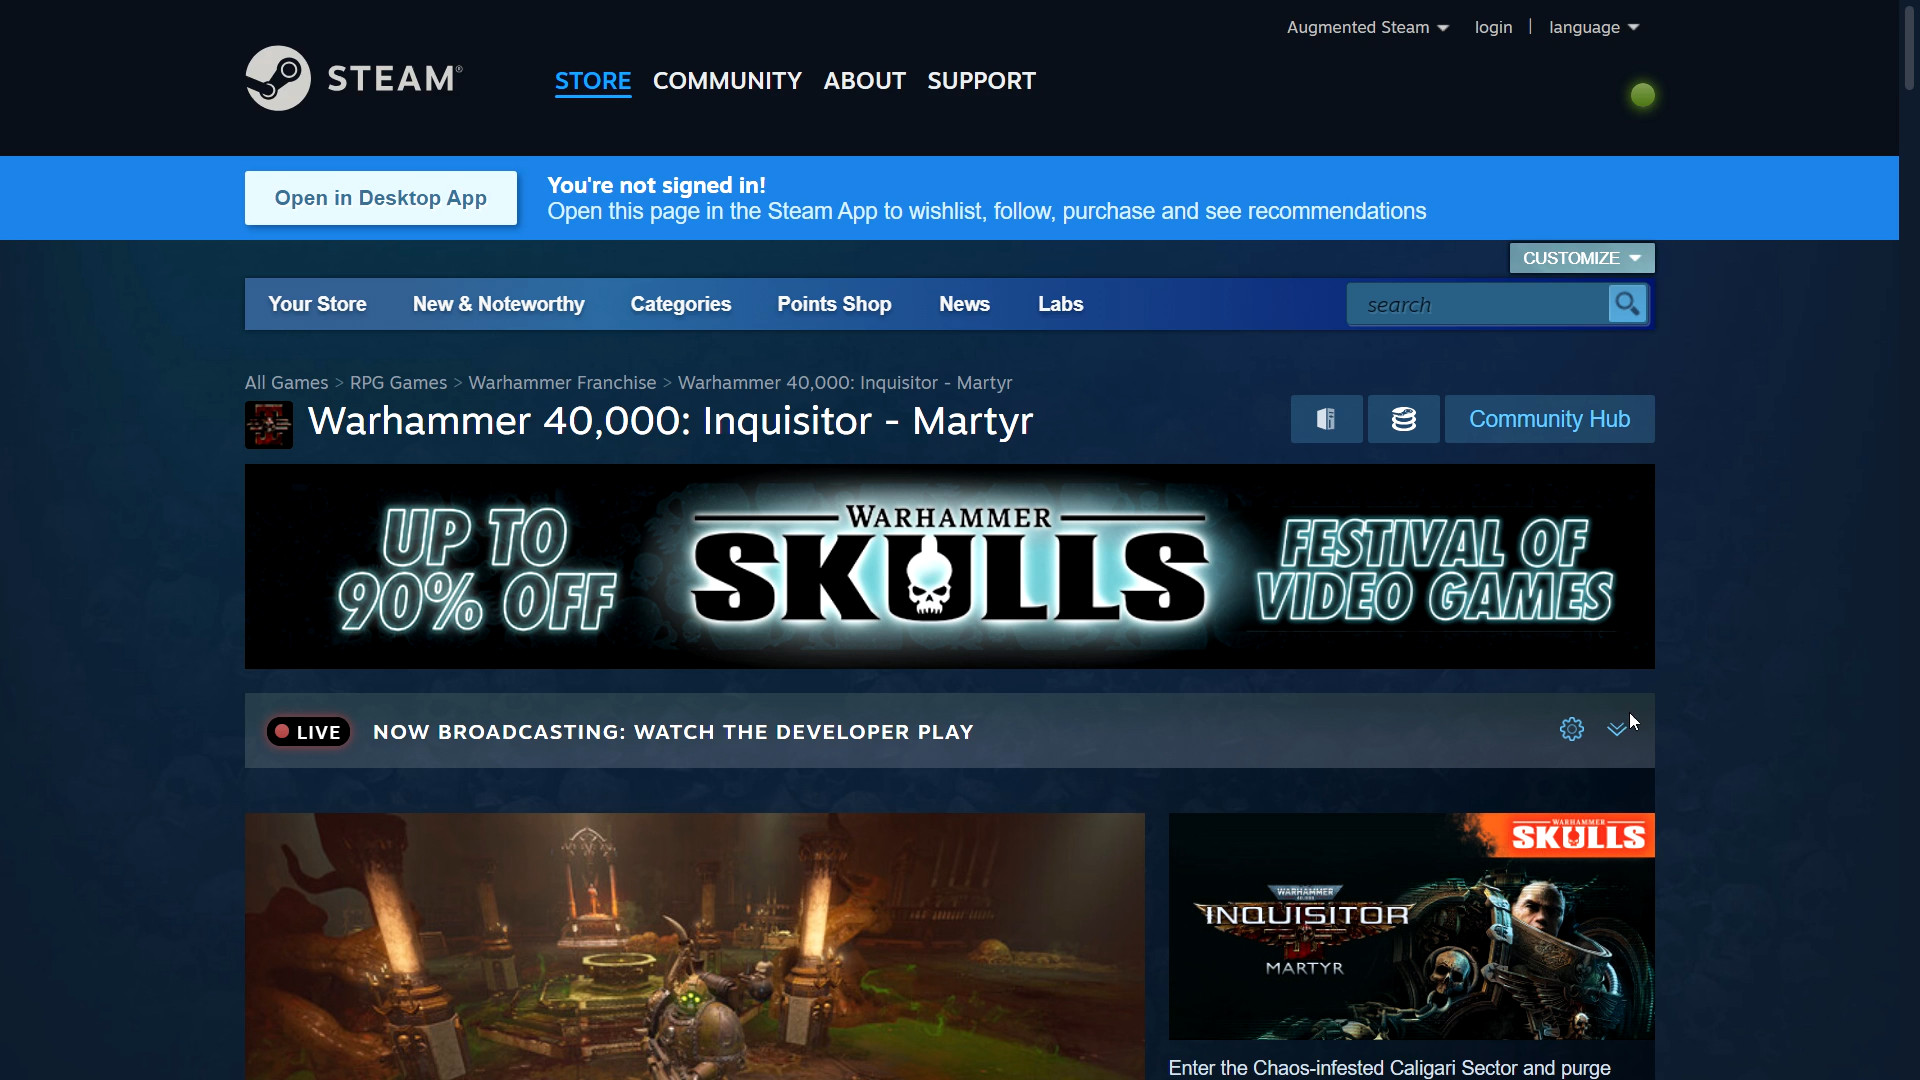 Augmented Steam
login
language
STEAM®
STORE
COMMUNITY
ABOUT
SUPPORT
Open in Desktop App
You're not signed in!
Open this page in the Steam App to wishlist, follow, purchase and see recommendations
CUSTOMIZE
Your Store
New & Noteworthy
Categories
Points Shop
News
Labs
search
All Games > RPG Games > Warhammer Franchise > Warhammer 40,000: Inquisitor - Martyr
Warhammer 40,000: Inquisitor - Martyr
Community Hub
UP TO
90% OFF
WARHAMMER
SKULLS
FESTIVAL OF
VIDEO GAMES
LIVE
NOW BROADCASTING: WATCH THE DEVELOPER PLAY
WARHAMMER
SKULLS
WARHAMMER
40,000
INQUISITOR
MARTYR
Enter the Chaos-infested Caligari Sector and purge